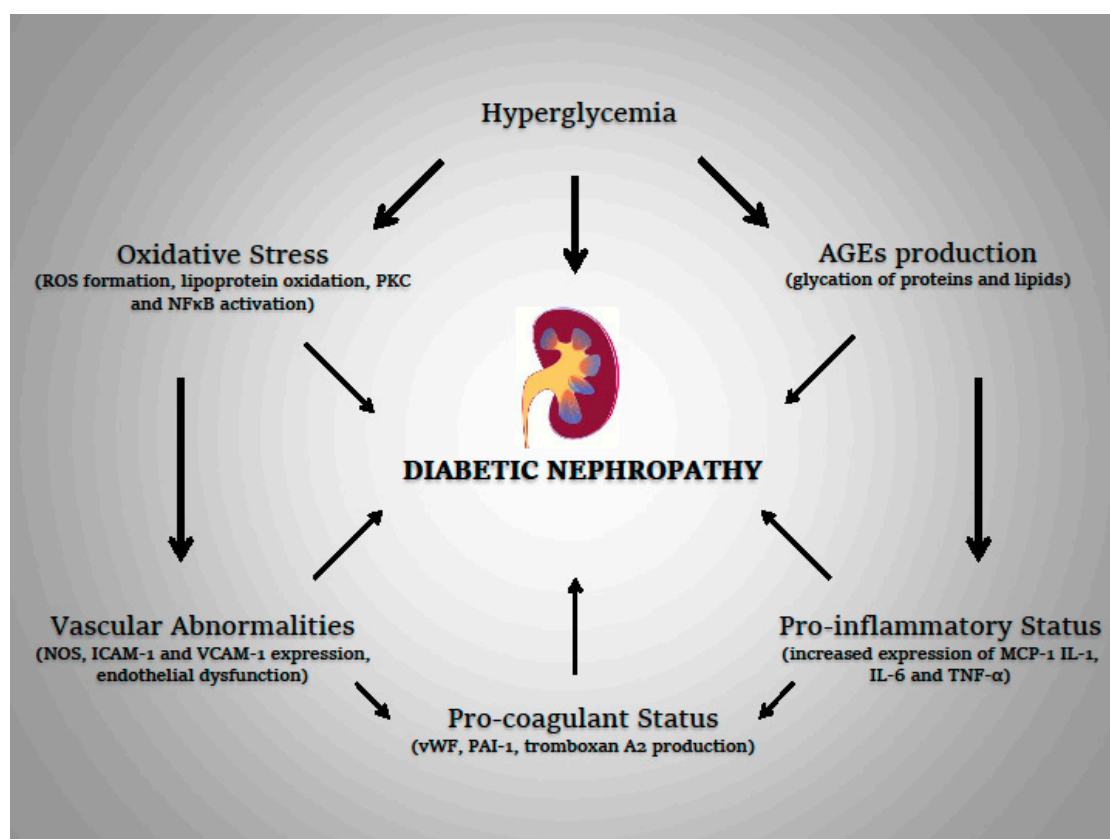 Hyperglycemia
Oxidative Stress
(ROS formation, lipoprotein oxidation, PKC
and NFκB activation)
AGEs production
(glycation of proteins and lipids)
DIABETIC NEPHROPATHY
Vascular Abnormalities
(NOS, ICAM-1 and VCAM-1 expression,
endothelial dysfunction)
Pro-inflammatory Status
(increased expression of MCP-1 IL-1,
IL-6 and TNF-α)
Pro-coagulant Status
(vWF, PAI-1, tromboxan A2 production)